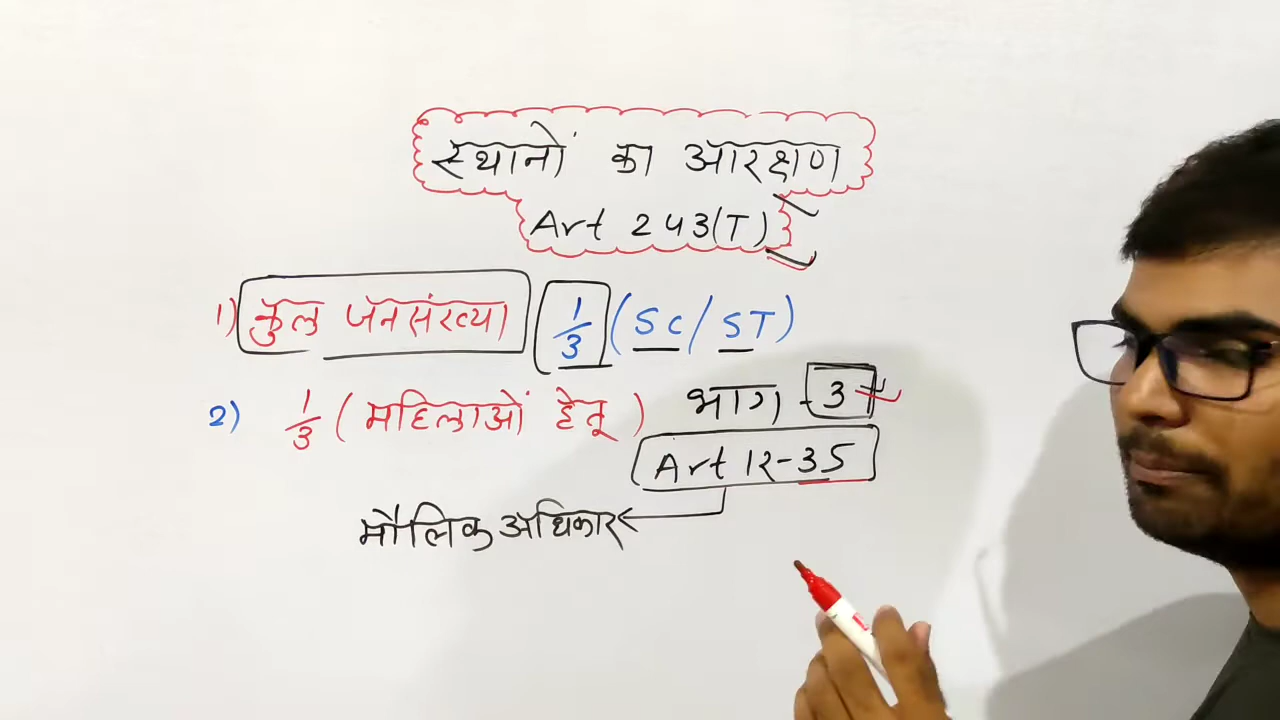 स्थानों का आरक्षण
Art 243(T)
1) कुल जनसंख्या 1/3 (SC/ST)
2) 1/3 (महिलाओं हेतू) भाग - 3
Art 12-35
मौलिक अधिकार